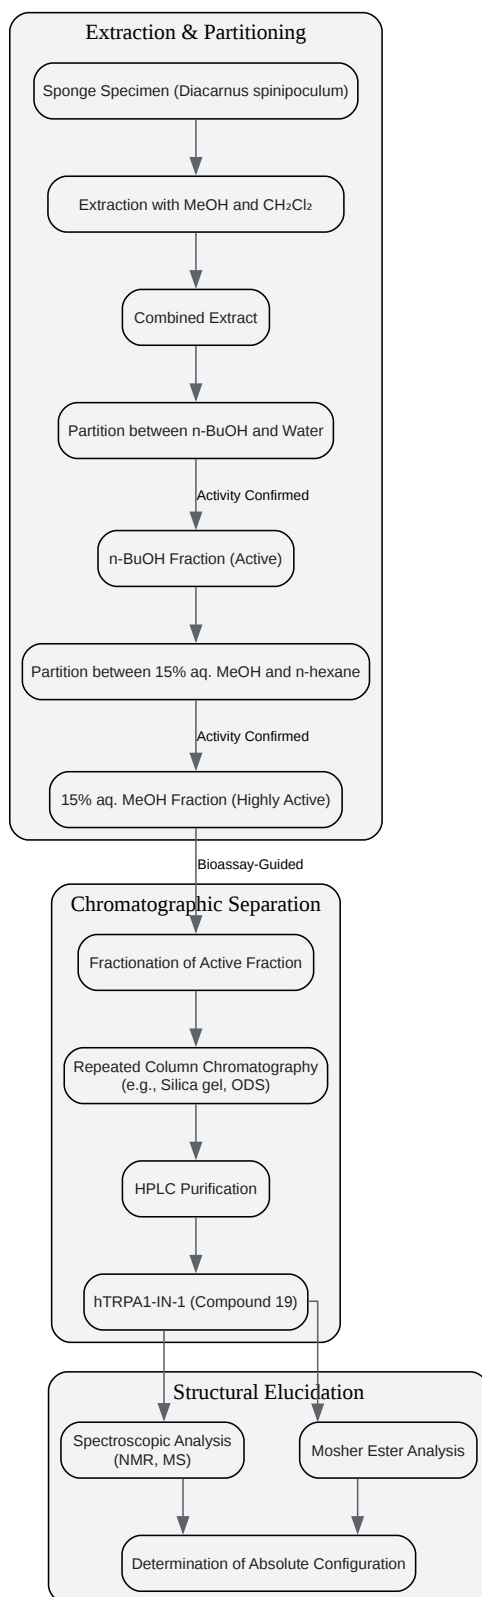 Extraction & Partitioning
Sponge Specimen (Diacarnus spinipoculum)
Extraction with MeOH and CH₂Cl₂
Combined Extract
Partition between n-BuOH and Water
Activity Confirmed
n-BuOH Fraction (Active)
Partition between 15% aq. MeOH and n-hexane
Activity Confirmed
15% aq. MeOH Fraction (Highly Active)
Bioassay-Guided
Chromatographic Separation
Fractionation of Active Fraction
Repeated Column Chromatography
(e.g., Silica gel, ODS)
HPLC Purification
hTRPA1-IN-1 (Compound 19)
Structural Elucidation
Spectroscopic Analysis
(NMR, MS)
Mosher Ester Analysis
Determination of Absolute Configuration